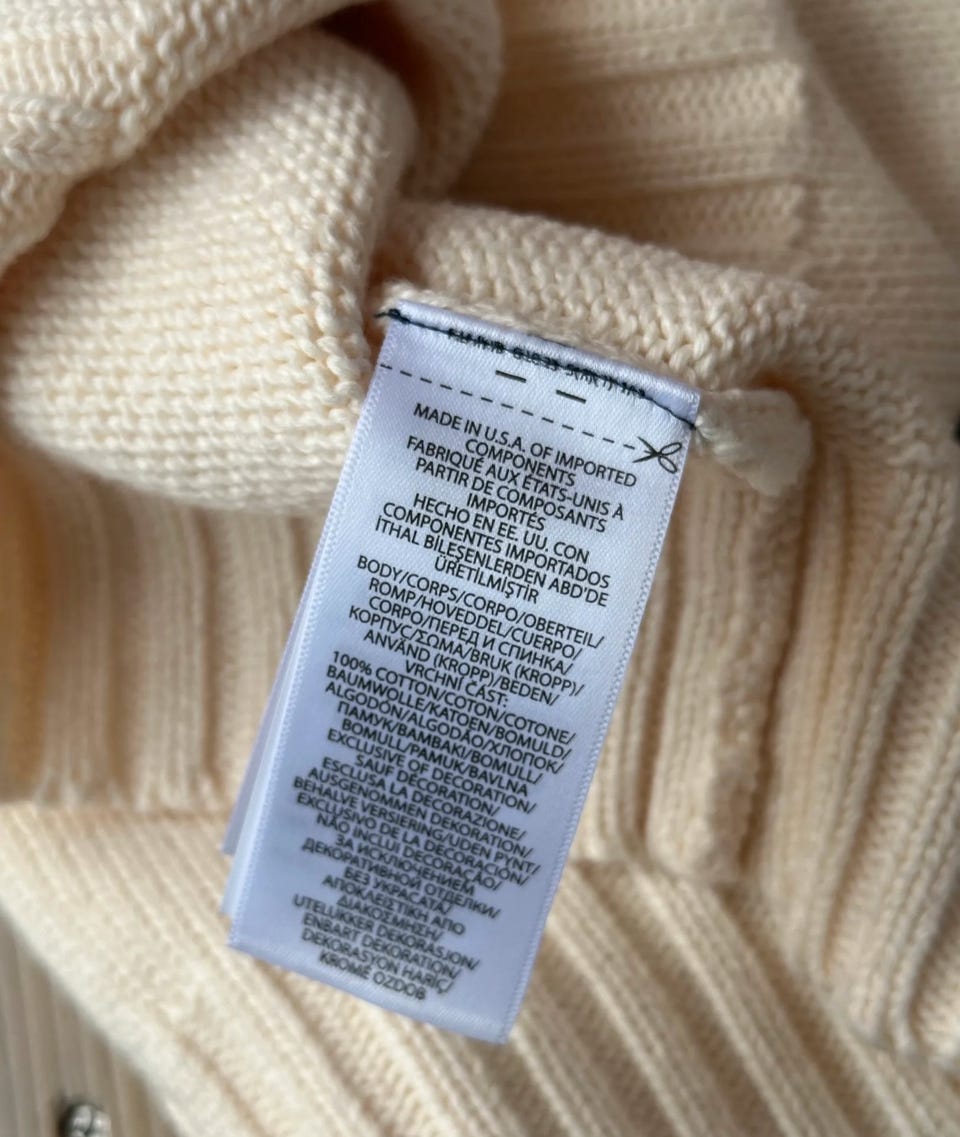 MADE IN U.S.A. OF IMPORTED
COMPONENTS
FABRIQUÉ AUX ÉTATS-UNIS À
PARTIR DE COMPOSANTS
IMPORTÉS
HECHO EN EE. UU. CON
COMPONENTES IMPORTADOS
İTHAL BİLEŞENLERDEN ABD'DE
ÜRETİLMİŞTİR
BODY/CORPS/CORPO/OBERTEIL/
ROMP/HOVEDDEL/CUERPO/
CORPO/ПЕРЕД И СПИНКА/
КОРПУС/ΣΩΜΑ/BRUK (KROPP)/
ANVÄND (KROPP)/BEDEN/
VRCHNÍ ČÁST:
100% COTTON/COTON/COTONE/
BAUMWOLLE/KATOEN/BOMULD/
ALGODÓN/ALGODÃO/ХЛОПОК/
ПАМУК/ΒΑΜΒΑΚΙ/BOMULL/
BOMULL/PAMUK/BAVLNA
EXCLUSIVE OF DECORATION/
SAUF DÉCORATION/
ESCLUSA LA DECORAZIONE/
AUSGENOMMEN DEKORATION/
BEHALVE VERSIERING/UDEN PYNT/
EXCLUSIVO DE LA DECORACIÓN/
NÃO INCLUI DECORAÇÃO/
ЗА ИСКЛЮЧЕНИЕМ
ДЕКОРАТИВНОЙ ОТДЕЛКИ/
БЕЗ УКРАСАТА/
ΑΠΟΚΛΕΙΣΤΙΚΗ ΑΠΟ
ΔΙΑΚΟΣΜΗΣΗ/
UTELUKKER DEKORASJON/
ENBART DEKORATION/
DEKORASYON HARİÇ/
KROMĚ OZDOB